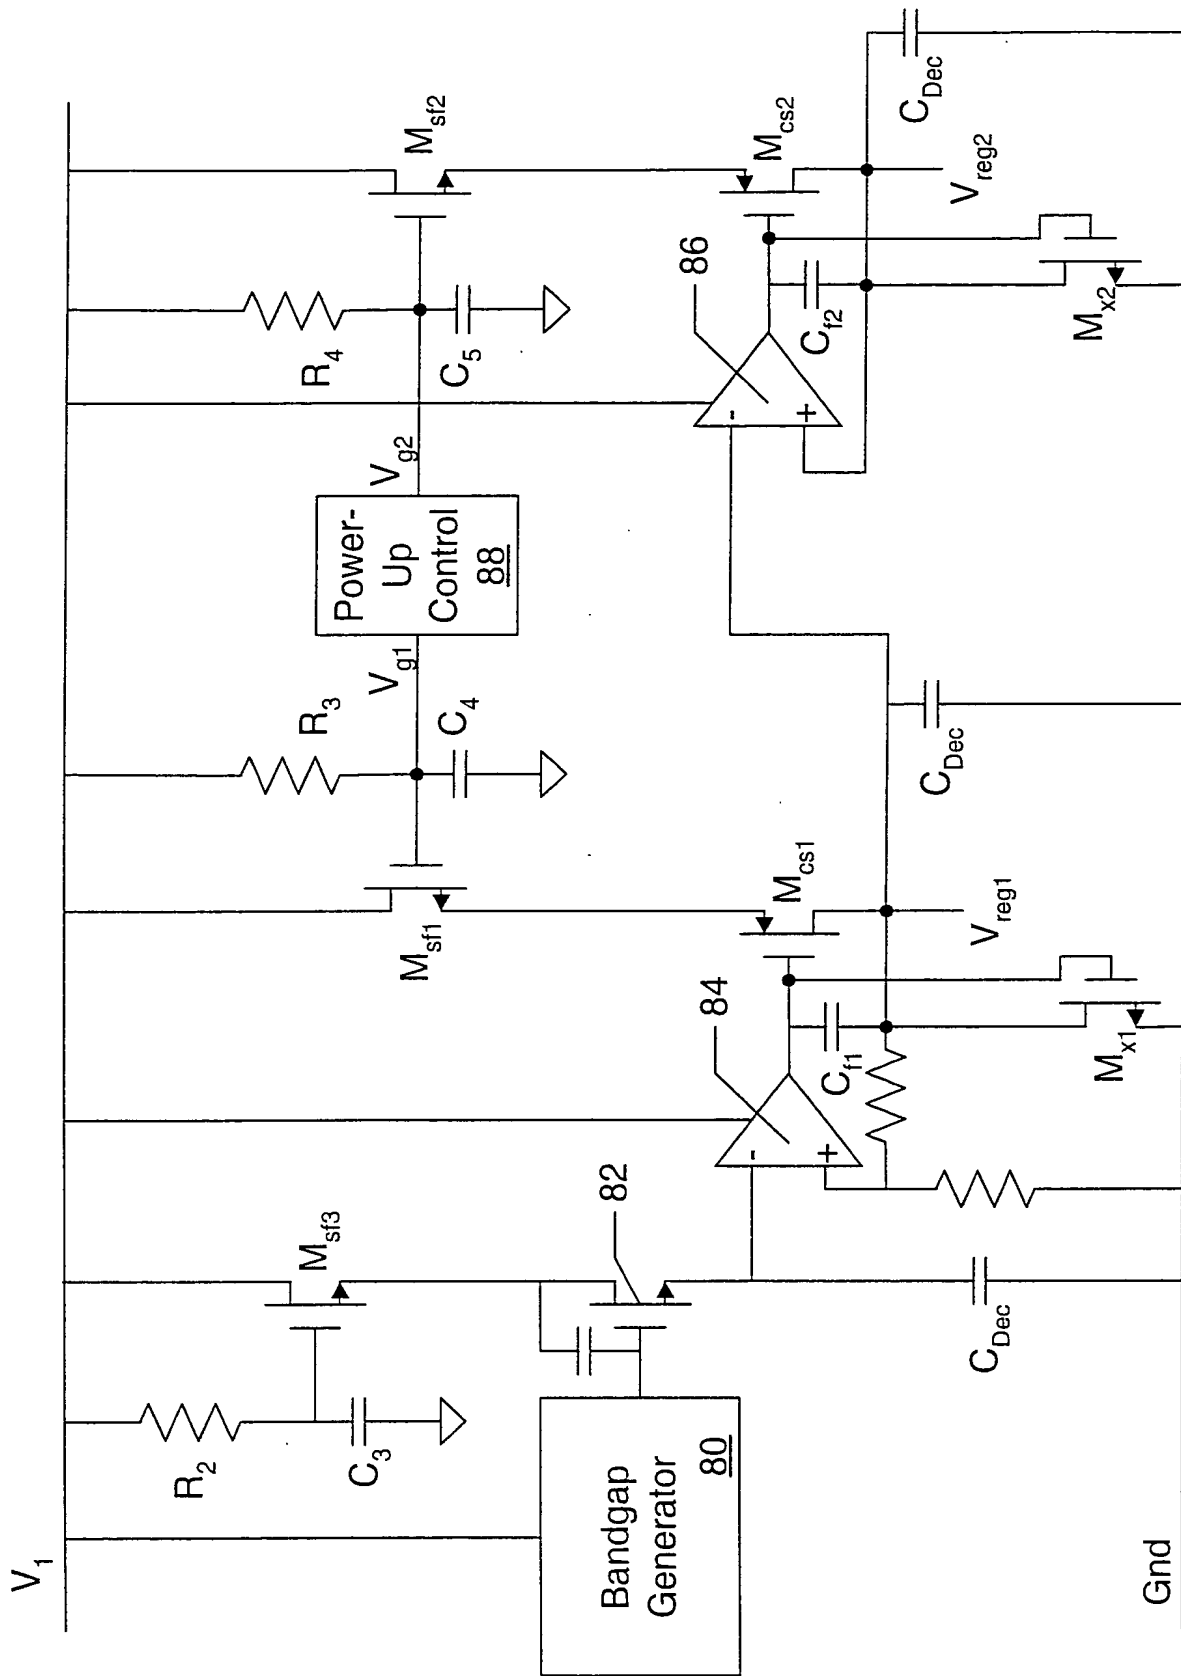 V1
R2
C3
Msf3
Bandgap
Generator
80
82
CDec
84
-
+
Cf1
Msf1
Mcs1
Vreg1
Mx1
R3
C4
Vg1
Power-
Up
Control
88
Vg2
CDec
R4
C5
Msf2
86
-
+
Cf2
Mcs2
Vreg2
Mx2
CDec
Gnd